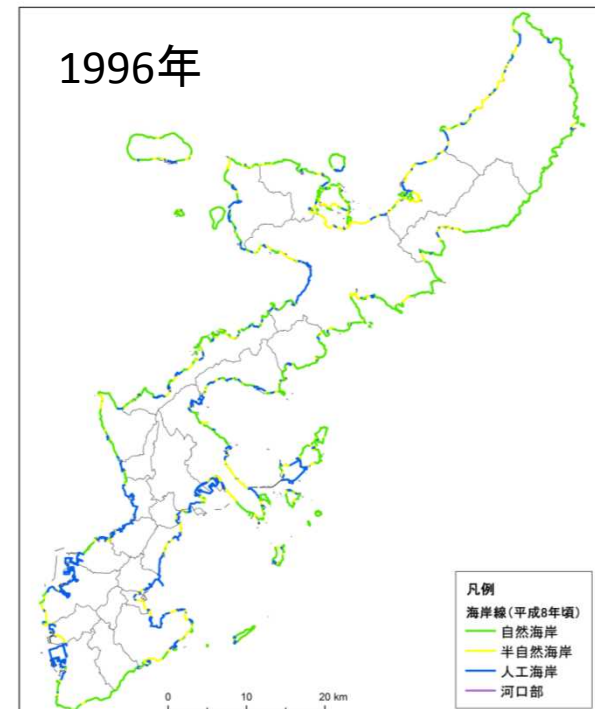 1996年
凡例
海岸線(平成8年頃)
自然海岸
半自然海岸
人工海岸
河口部
0 10 20 km